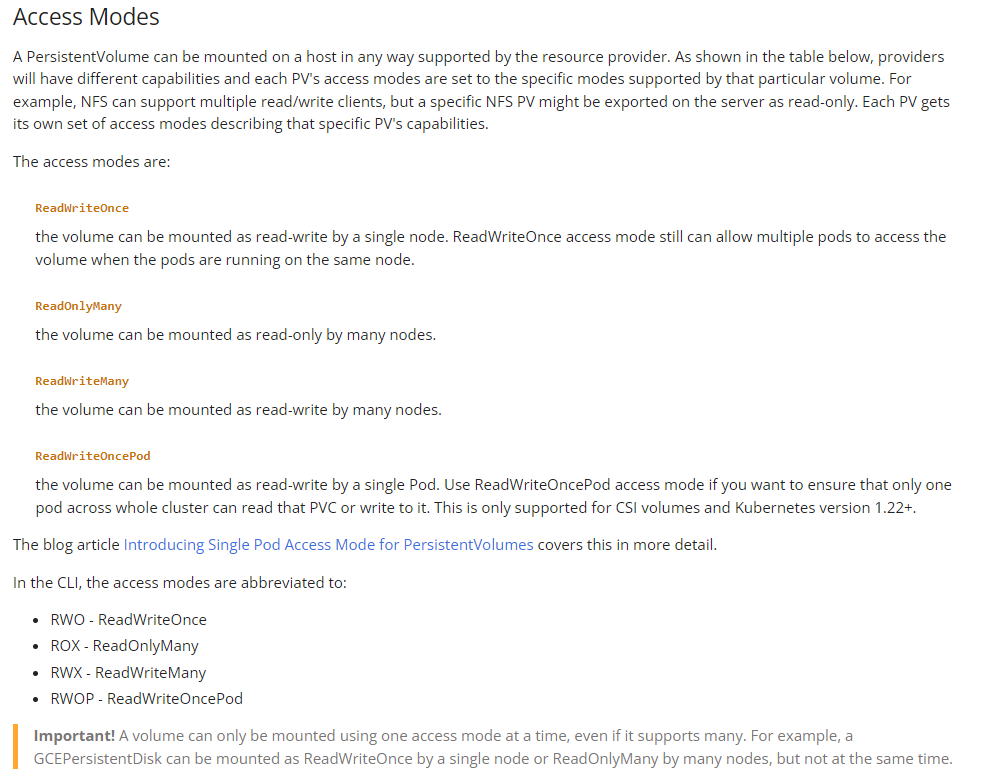 Access Modes
A PersistentVolume can be mounted on a host in any way supported by the resource provider. As shown in the table below, providers
will have different capabilities and each PV's access modes are set to the specific modes supported by that particular volume. For
example, NFS can support multiple read/write clients, but a specific NFS PV might be exported on the server as read-only. Each PV gets
its own set of access modes describing that specific PV's capabilities.
The access modes are:
ReadWriteOnce
the volume can be mounted as read-write by a single node. ReadWriteOnce access mode still can allow multiple pods to access the
volume when the pods are running on the same node.
ReadOnlyMany
the volume can be mounted as read-only by many nodes.
ReadWriteMany
the volume can be mounted as read-write by many nodes.
ReadWriteOncePod
the volume can be mounted as read-write by a single Pod. Use ReadWriteOncePod access mode if you want to ensure that only one
pod across whole cluster can read that PVC or write to it. This is only supported for CSI volumes and Kubernetes version 1.22+.
The blog article Introducing Single Pod Access Mode for PersistentVolumes covers this in more detail.
In the CLI, the access modes are abbreviated to:
• RWO - ReadWriteOnce
• ROX - ReadOnlyMany
• RWX - ReadWriteMany
• RWOP - ReadWriteOncePod
Important! A volume can only be mounted using one access mode at a time, even if it supports many. For example, a
GCEPersistentDisk can be mounted as ReadWriteOnce by a single node or ReadOnlyMany by many nodes, but not at the same time.